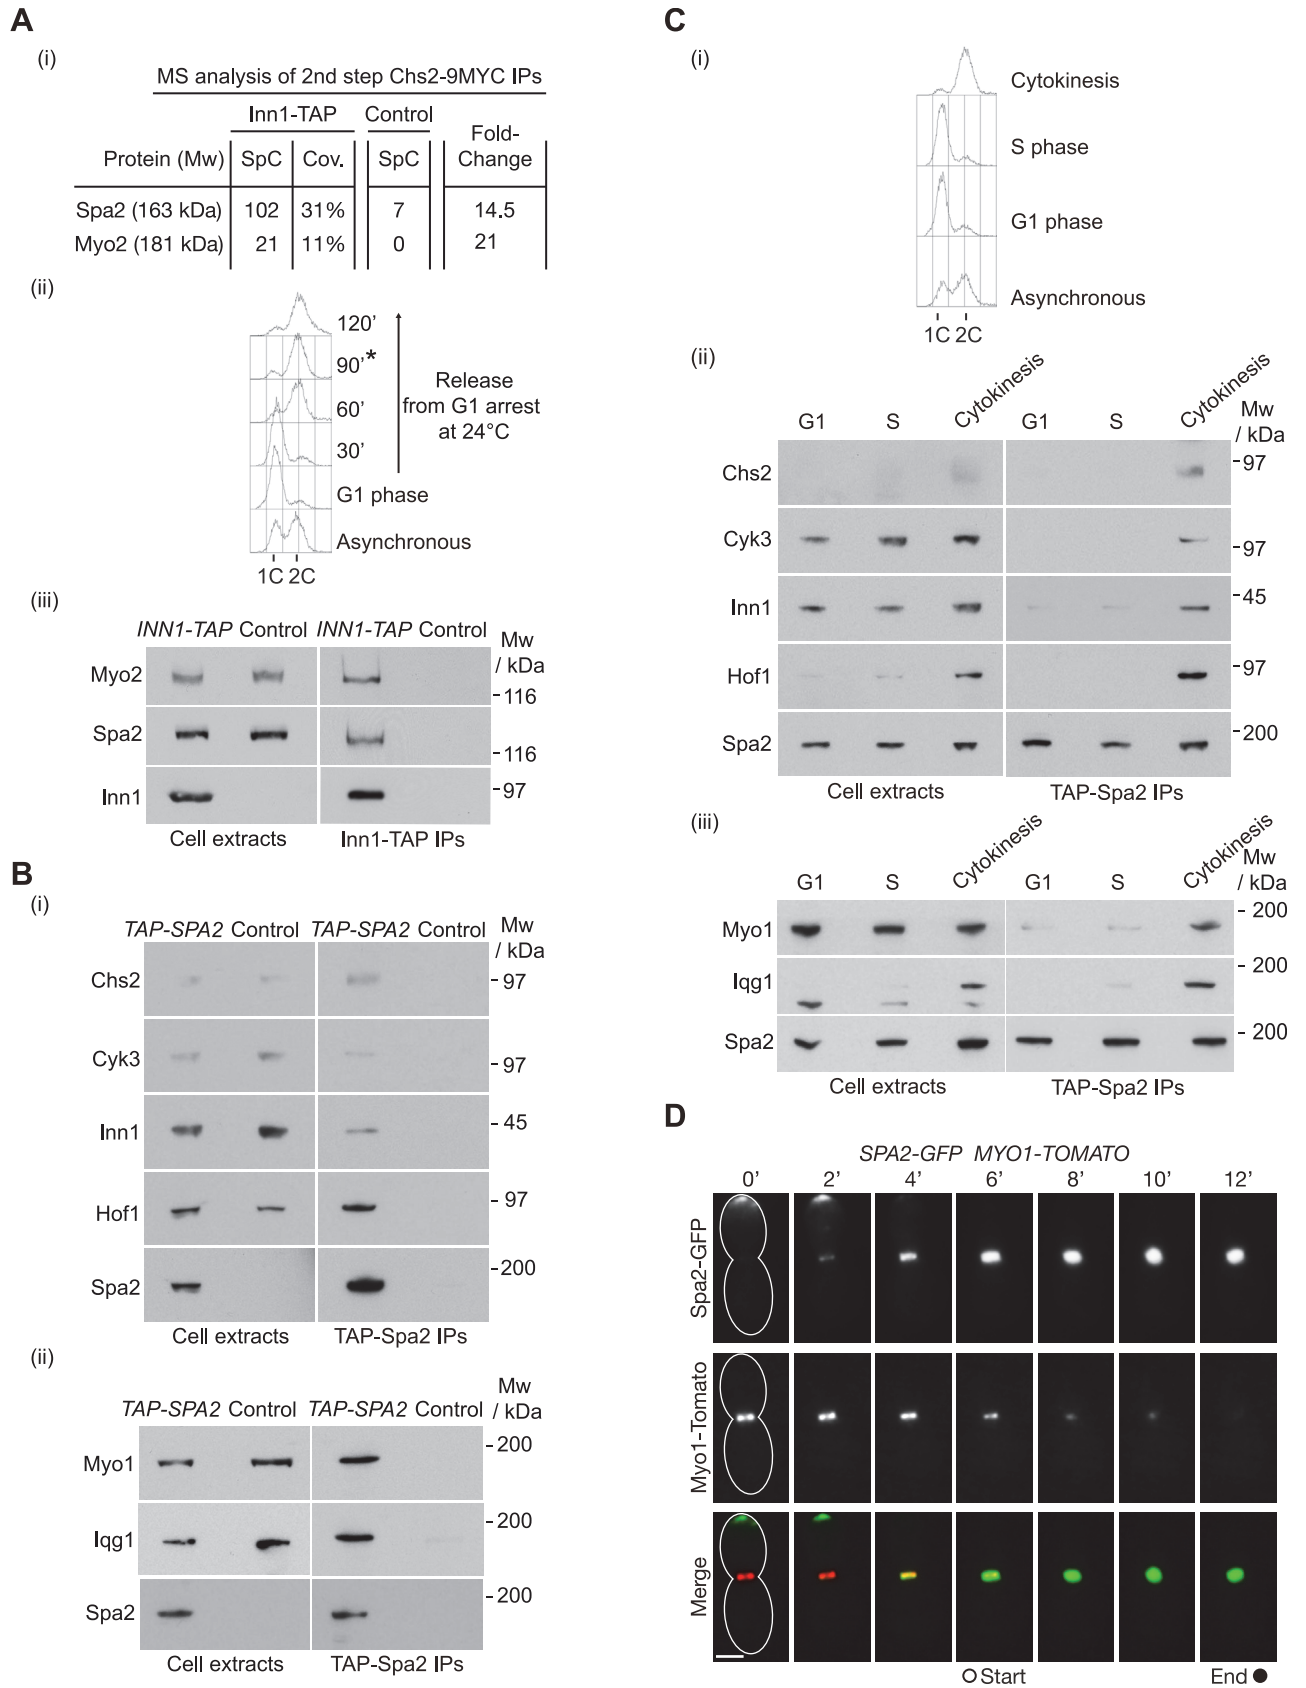 A
(i)
MS analysis of 2nd step Chs2-9MYC IPs
Inn1-TAP Control Fold-Change
Protein (Mw) SpC Cov. SpC
Spa2 (163 kDa) 102 31% 7 14.5
Myo2 (181 kDa) 21 11% 0 21
(ii)
120'
90'*
60'
30'
G1 phase
Asynchronous
1C 2C
Release
from G1 arrest
at 24°C
(iii)
INN1-TAP Control INN1-TAP Control Mw / kDa
Myo2 -116
Spa2 -116
Inn1 -97
Cell extracts Inn1-TAP IPs
B
(i)
TAP-SPA2 Control TAP-SPA2 Control Mw / kDa
Chs2 -97
Cyk3 -97
Inn1 -45
Hof1 -97
Spa2 -200
Cell extracts TAP-Spa2 IPs
(ii)
TAP-SPA2 Control TAP-SPA2 Control Mw / kDa
Myo1 -200
Iqg1 -200
Spa2 -200
Cell extracts TAP-Spa2 IPs
C
(i)
Cytokinesis
S phase
G1 phase
Asynchronous
1C 2C
(ii)
G1 S Cytokinesis G1 S Cytokinesis Mw / kDa
Chs2 -97
Cyk3 -97
Inn1 -45
Hof1 -97
Spa2 -200
Cell extracts TAP-Spa2 IPs
(iii)
G1 S Cytokinesis G1 S Cytokinesis Mw / kDa
Myo1 -200
Iqg1 -200
Spa2 -200
Cell extracts TAP-Spa2 IPs
D
SPA2-GFP MYO1-TOMATO
0' 2' 4' 6' 8' 10' 12'
Spa2-GFP
Myo1-Tomato
Merge
Start End